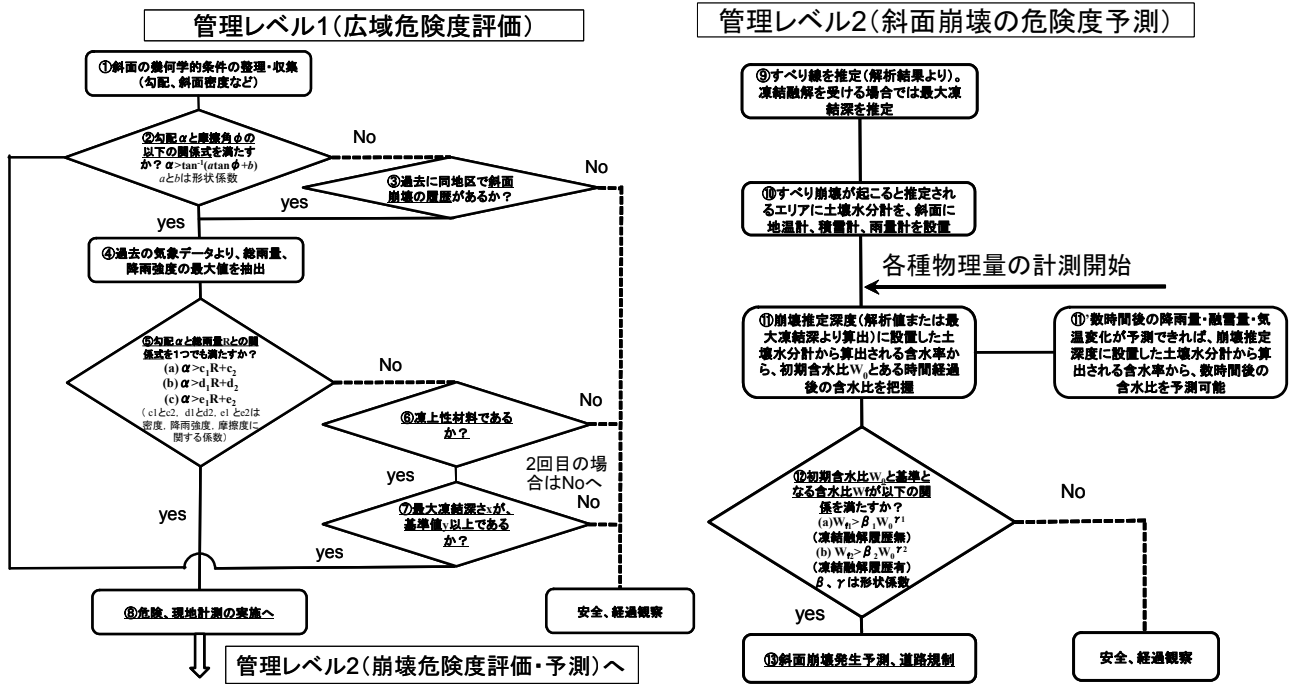 管理レベル1(広域危険度評価)
①斜面の幾何学的条件の整理・収集
(勾配、斜面密度など)
②勾配αと摩擦角φの
以下の関係式を満たす
か？α>tan⁻¹(atanφ+b)
aとbは形状係数
No
③過去に同地区で斜面
崩壊の履歴があるか？
No
yes
yes
④過去の気象データより、総雨量、
降雨強度の最大値を抽出
⑤勾配αと総雨量Rとの関
係式を1つでも満たすか？
(a) α>c₁R+c₂
(b) α>d₁R+d₂
(c) α>e₁R+e₂
(c1とc2, d1とd2, e1とe2は
密度, 降雨強度, 摩擦度に
関する係数)
No
⑥凍上性材料である
か？
No
yes
2回目の場
合はNoへ
⑦最大凍結深さxが、
基準値y以上である
か？
No
yes
yes
⑧危険、現地計測の実施へ
安全、経過観察
管理レベル2(崩壊危険度評価・予測)へ
管理レベル2(斜面崩壊の危険度予測)
⑨すべり線を推定(解析結果より)。
凍結融解を受ける場合では最大凍
結深を推定
⑩すべり崩壊が起こると推定され
るエリアに土壌水分計を、斜面に
地温計、積雪計、雨量計を設置
各種物理量の計測開始
⑪崩壊推定深度(解析値または最
大凍結深より算出)に設置した土
壌水分計から算出される含水率か
ら、初期含水比W₀とある時間経過
後の含水比を把握
⑪'数時間後の降雨量・融雪量・気
温変化が予測できれば、崩壊推定
深度に設置した土壌水分計から算
出される含水率から、数時間後の
含水比を予測可能
⑫初期含水比W₀と基準と
なる含水比Wfが以下の関
係を満たすか？
(a)Wf₁>β₁W₀γ¹
(凍結融解履歴無)
(b) Wf₂>β₂W₀γ²
(凍結融解履歴有)
β、γは形状係数
No
yes
⑬斜面崩壊発生予測、道路規制
安全、経過観察